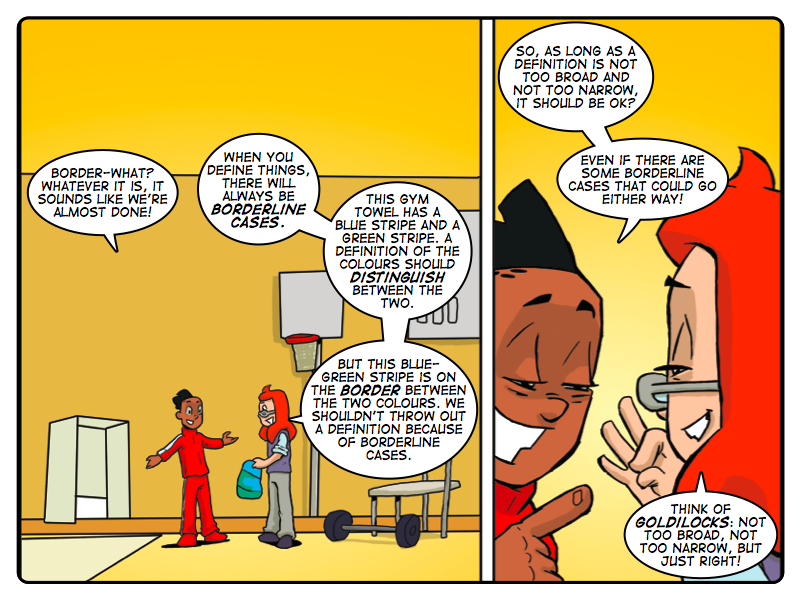 BORDER-WHAT?
WHATEVER IT IS, IT
SOUNDS LIKE WE'RE
ALMOST DONE!
WHEN YOU
DEFINE THINGS,
THERE WILL
ALWAYS BE
BORDERLINE
CASES.
THIS GYM
TOWEL HAS A
BLUE STRIPE AND A
GREEN STRIPE. A
DEFINITION OF THE
COLOURS SHOULD
DISTINGUISH
BETWEEN THE
TWO.
BUT THIS BLUE-
GREEN STRIPE IS ON
THE BORDER BETWEEN
THE TWO COLOURS. WE
SHOULDN'T THROW OUT
A DEFINITION BECAUSE
OF BORDERLINE
CASES.
SO, AS LONG AS A
DEFINITION IS NOT
TOO BROAD AND
NOT TOO NARROW,
IT SHOULD BE OK?
EVEN IF THERE ARE
SOME BORDERLINE
CASES THAT COULD GO
EITHER WAY!
THINK OF
GOLDILOCKS: NOT
TOO BROAD, NOT
TOO NARROW, BUT
JUST RIGHT!